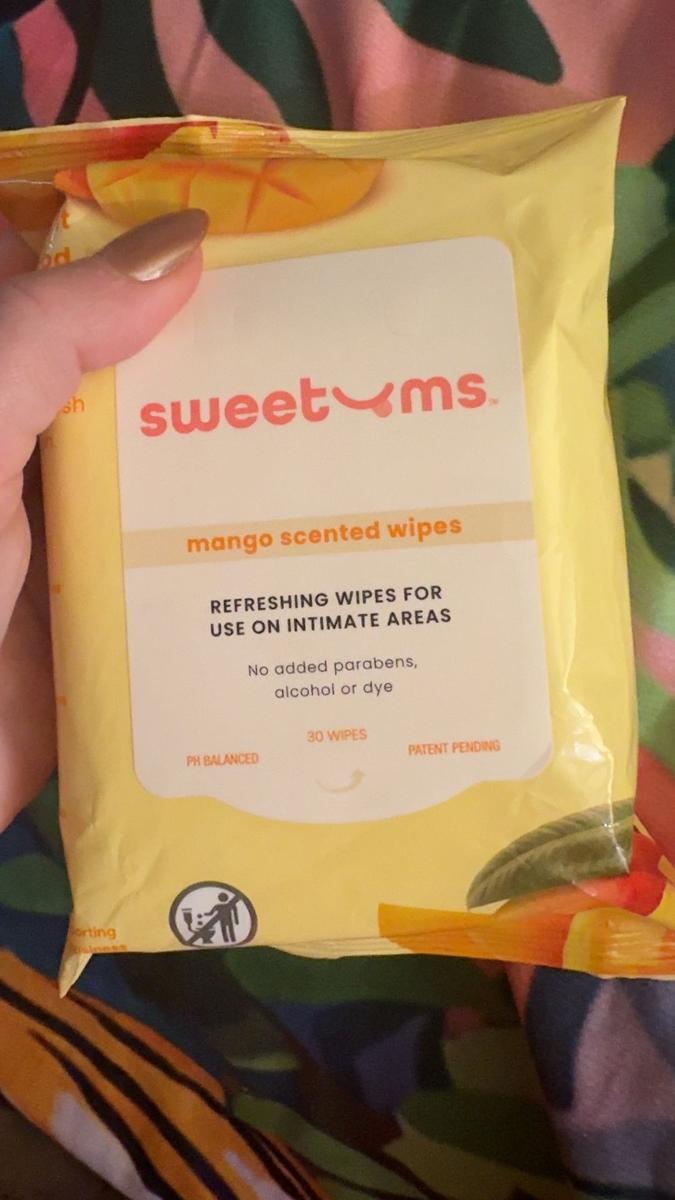 sweetums
mango scented wipes
REFRESHING WIPES FOR
USE ON INTIMATE AREAS
No added parabens,
alcohol or dye
30 WIPES
PH BALANCED
PATENT PENDING